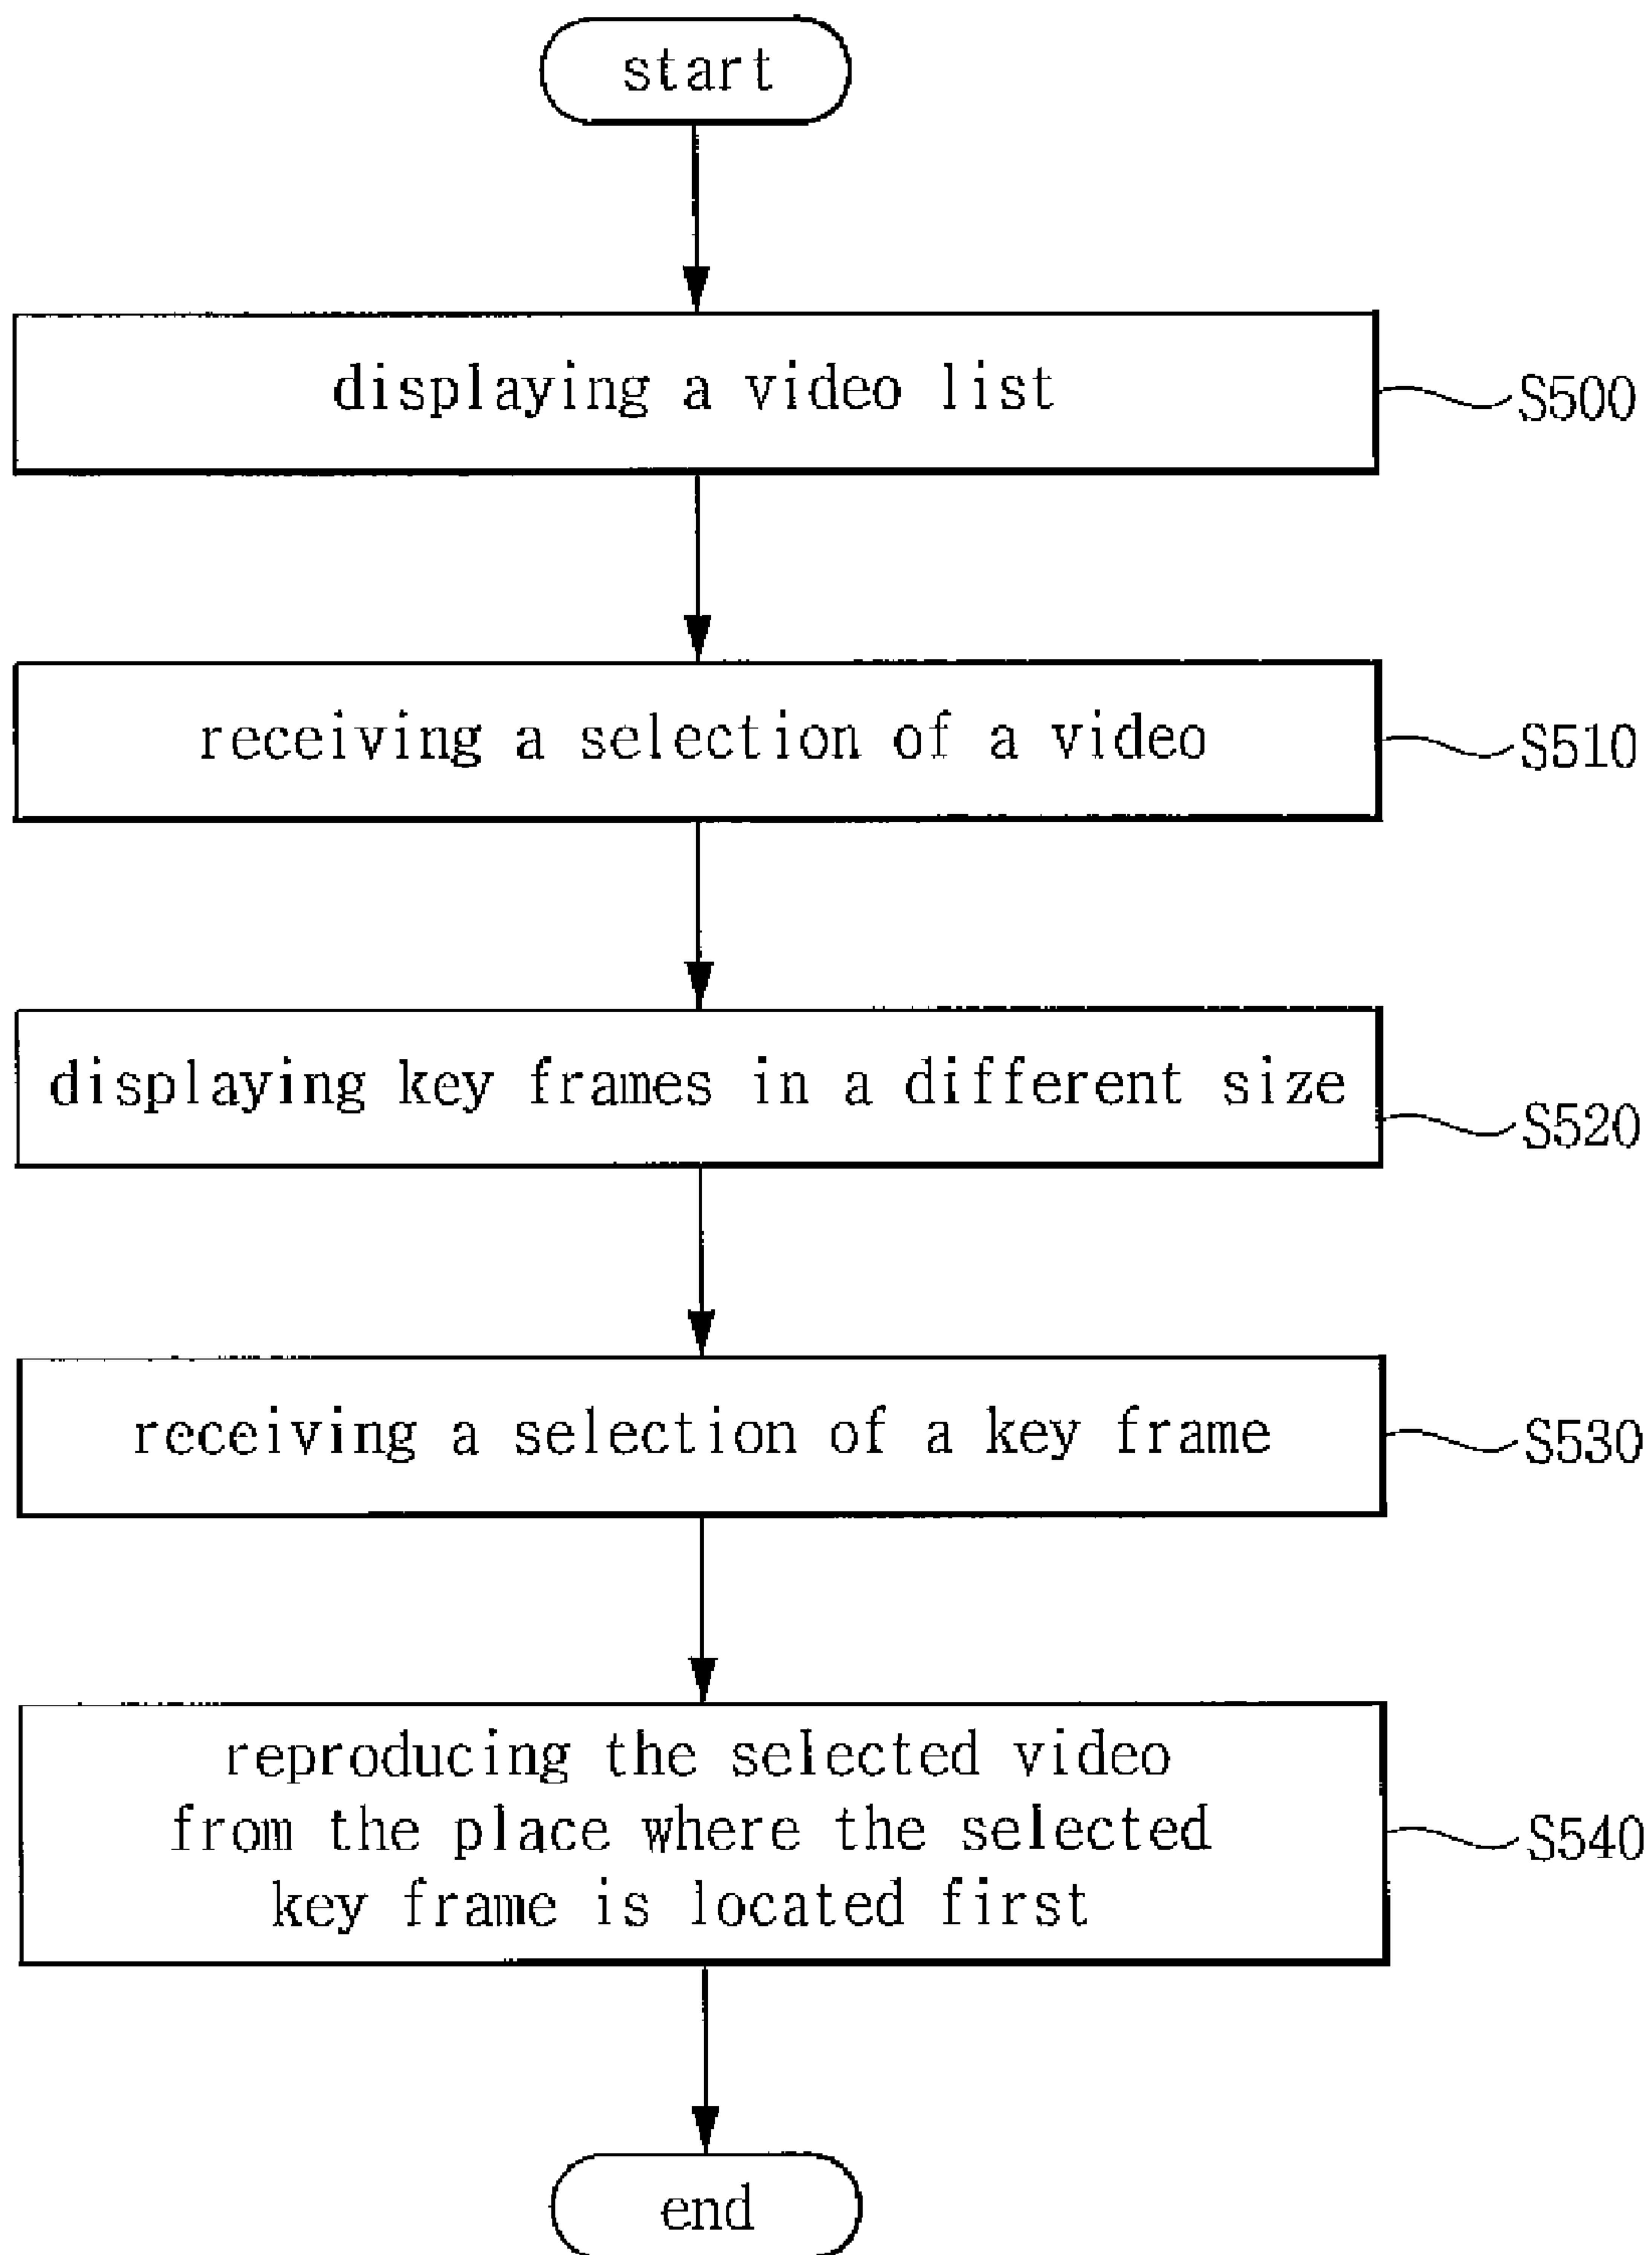 start
displaying a video list
S500
receiving a selection of a video
S510
displaying key frames in a different size
S520
receiving a selection of a key frame
S530
reproducing the selected video
from the place where the selected
key frame is located first
S540
end